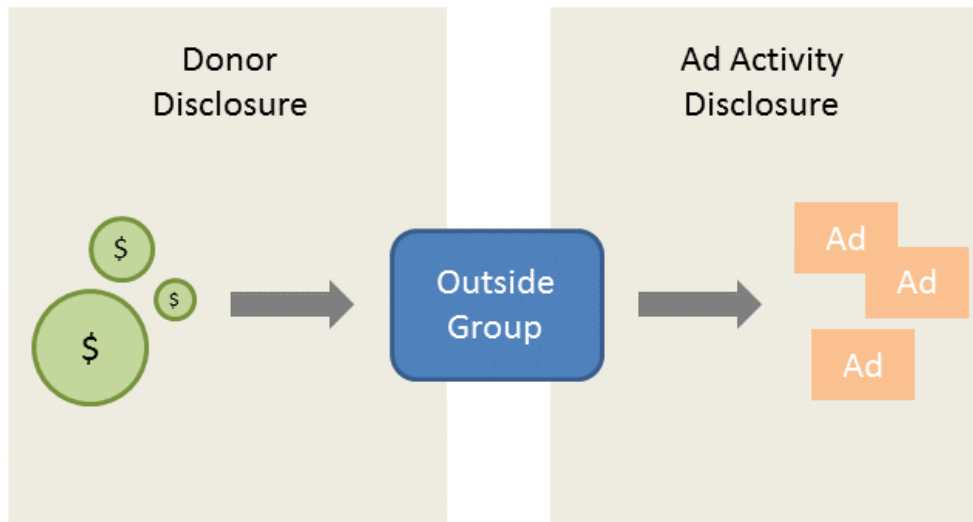 Donor
Disclosure
Ad Activity
Disclosure
$
$
$
Outside
Group
Ad
Ad
Ad